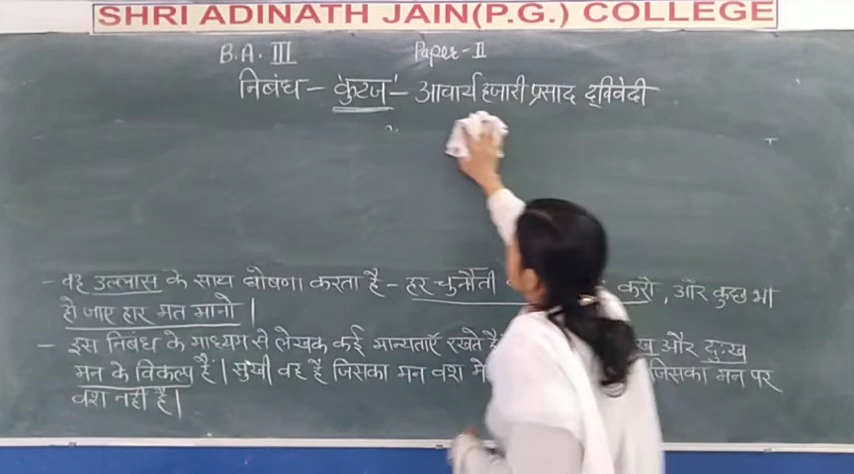 SHRI ADINATH JAIN(P.G.) COLLEGE
B.A. III Paper-II
निबंध - 'कुटज' - आचार्य हजारी प्रसाद द्विवेदी
- वह उल्लास के साथ घोषणा करता है - हर चुनौती करो, और कुछ भी
हो जाए हार मत मानो।
- इस निबंध के माध्यम से लेखक कई मान्यताएँ रखते हैं और दुःख
मन के विकल्प हैं। सुखी वह हैं जिसका मन वश में जिसका मन पर
वश नहीं है।